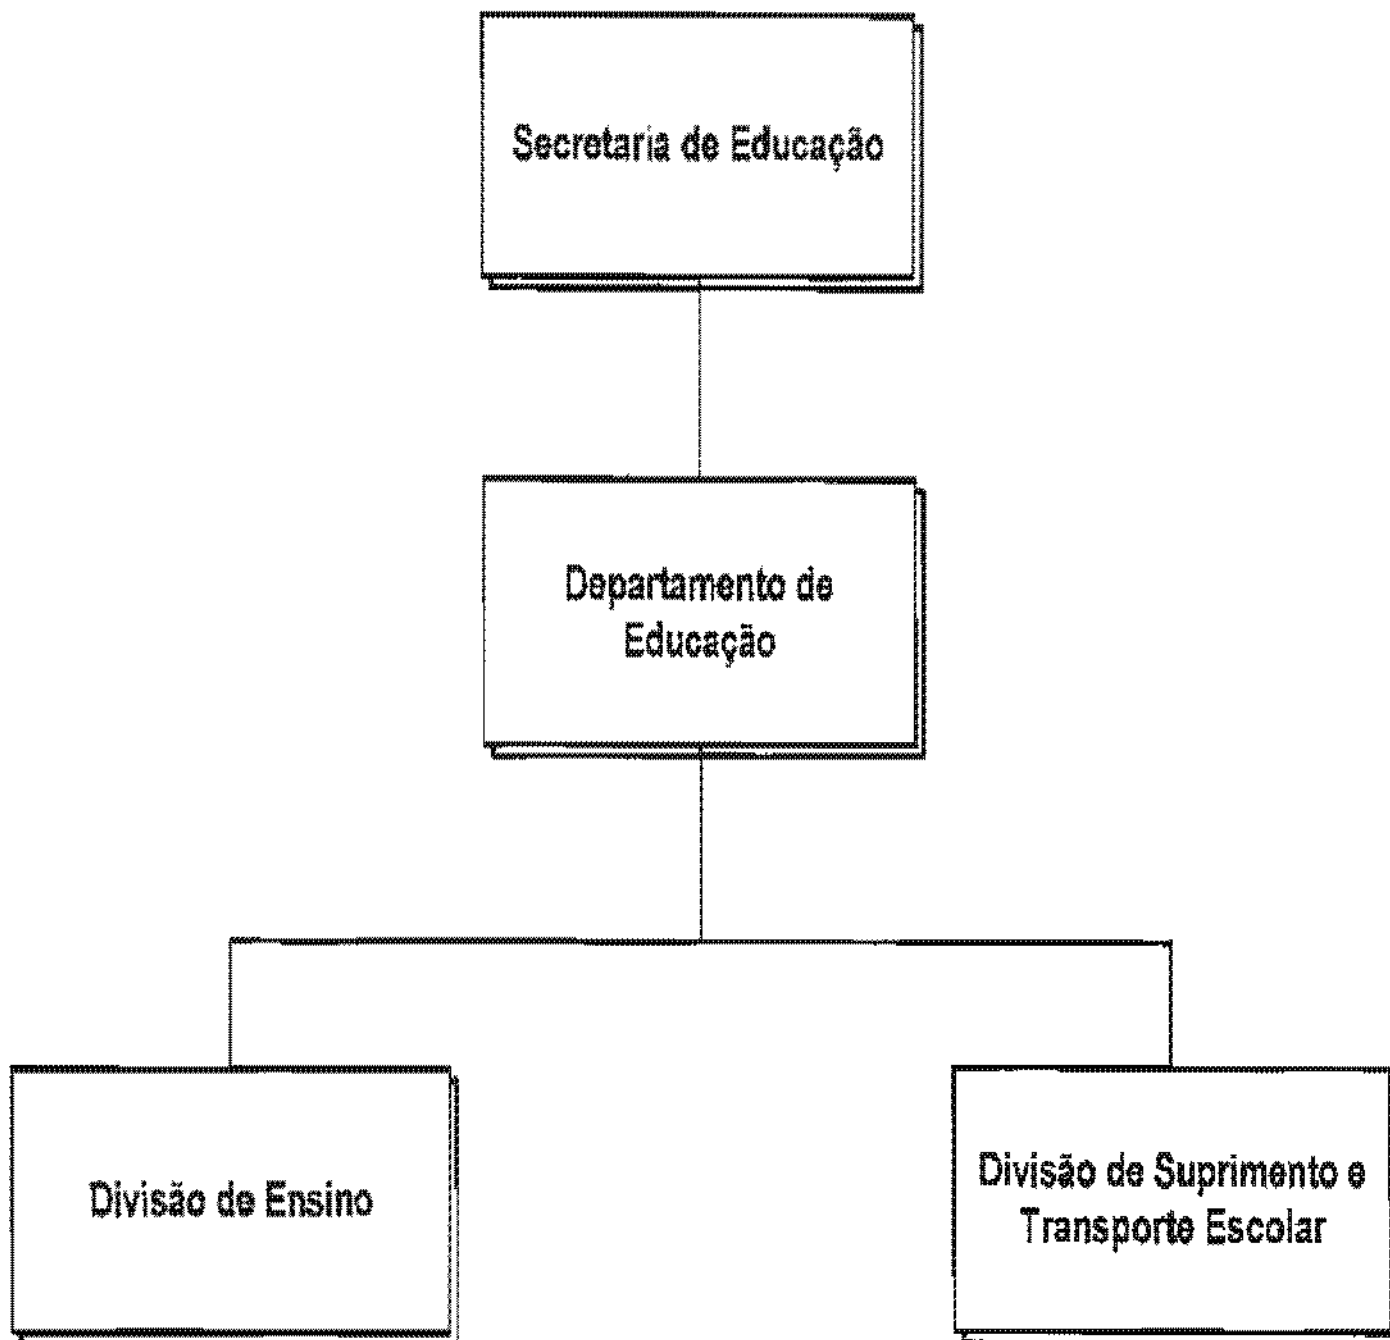 Secretaria de Educação
Departamento de
Educação
Divisão de Ensino
Divisão de Suprimento e
Transporte Escolar